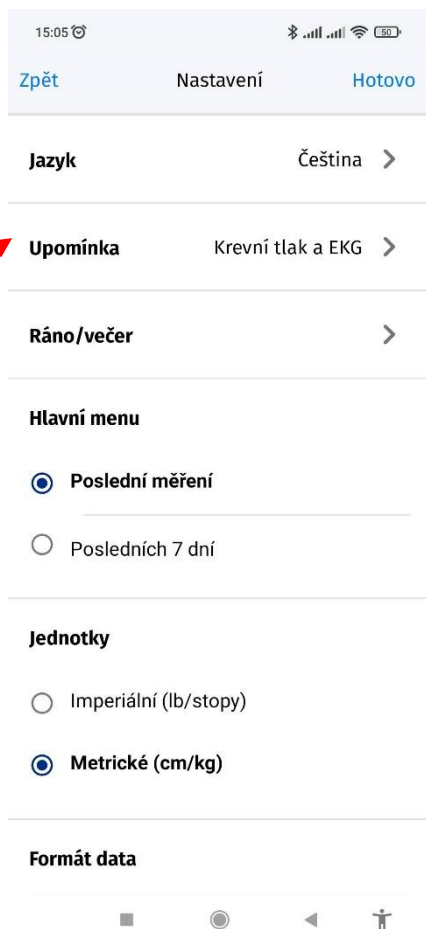 15:05 50
Zpět Nastavení Hotovo
Jazyk Čeština
Upomínka Krevní tlak a EKG
Ráno/večer
Hlavní menu
Poslední měření
Posledních 7 dní
Jednotky
Imperiální (lb/stopy)
Metrické (cm/kg)
Formát data